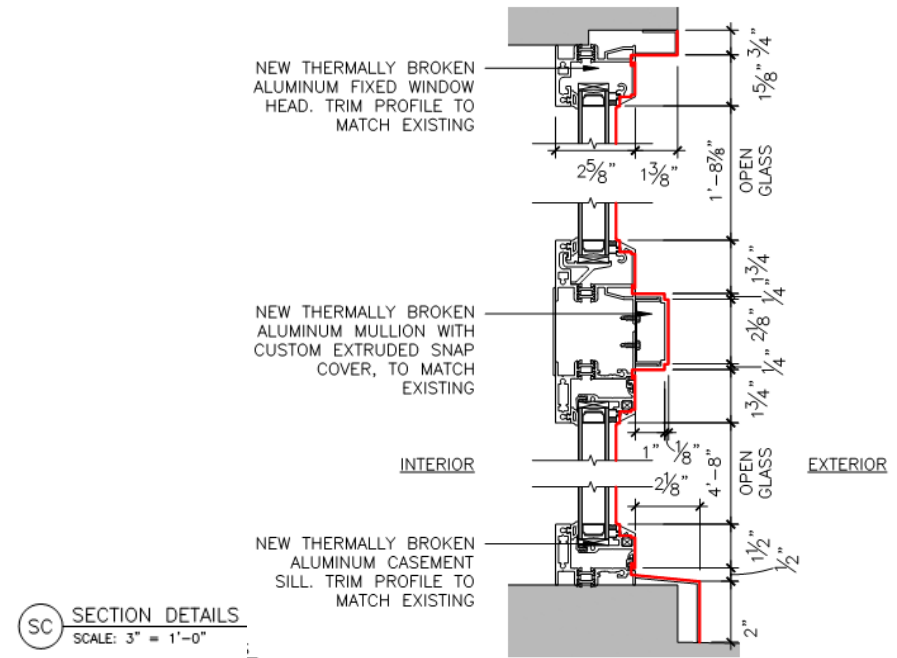 NEW THERMALLY BROKEN
ALUMINUM FIXED WINDOW
HEAD. TRIM PROFILE TO
MATCH EXISTING
3/4"
1 5/8"
2 5/8"
1 3/8"
1'-8 7/8"
OPEN
GLASS
1 3/4"
1/4"
2 1/8"
1/4"
1 3/4"
NEW THERMALLY BROKEN
ALUMINUM MULLION WITH
CUSTOM EXTRUDED SNAP
COVER, TO MATCH
EXISTING
1"
1/8"
2 1/8"
4'-8"
OPEN
GLASS
INTERIOR
EXTERIOR
NEW THERMALLY BROKEN
ALUMINUM CASEMENT
SILL. TRIM PROFILE TO
MATCH EXISTING
1 1/2"
1/2"
2"
SC
SECTION DETAILS
SCALE: 3" = 1'-0"